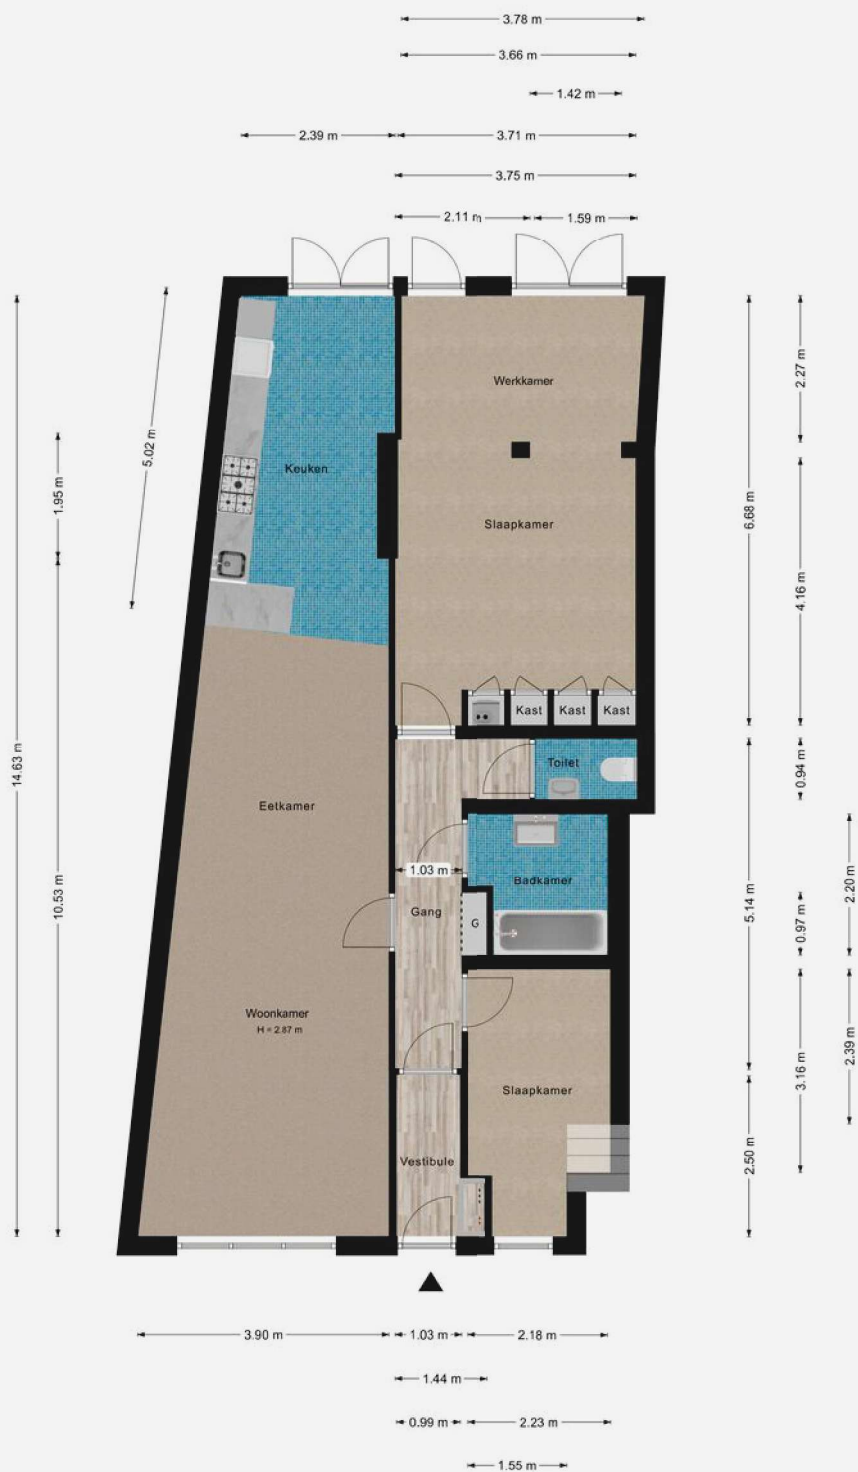 3.78 m
3.66 m
1.42 m
2.39 m
3.71 m
3.75 m
2.11 m
1.59 m
5.02 m
1.95 m
14.63 m
10.53 m
6.68 m
2.27 m
4.16 m
0.94 m
5.14 m
0.97 m
2.20 m
3.16 m
2.39 m
2.50 m
Werkkamer
Keuken
Slaapkamer
Kast
Kast
Kast
Toilet
Eetkamer
1.03 m
Badkamer
Gang
G
Woonkamer
H = 2.87 m
Slaapkamer
Vestibule
3.90 m
1.03 m
2.18 m
1.44 m
0.99 m
2.23 m
1.55 m